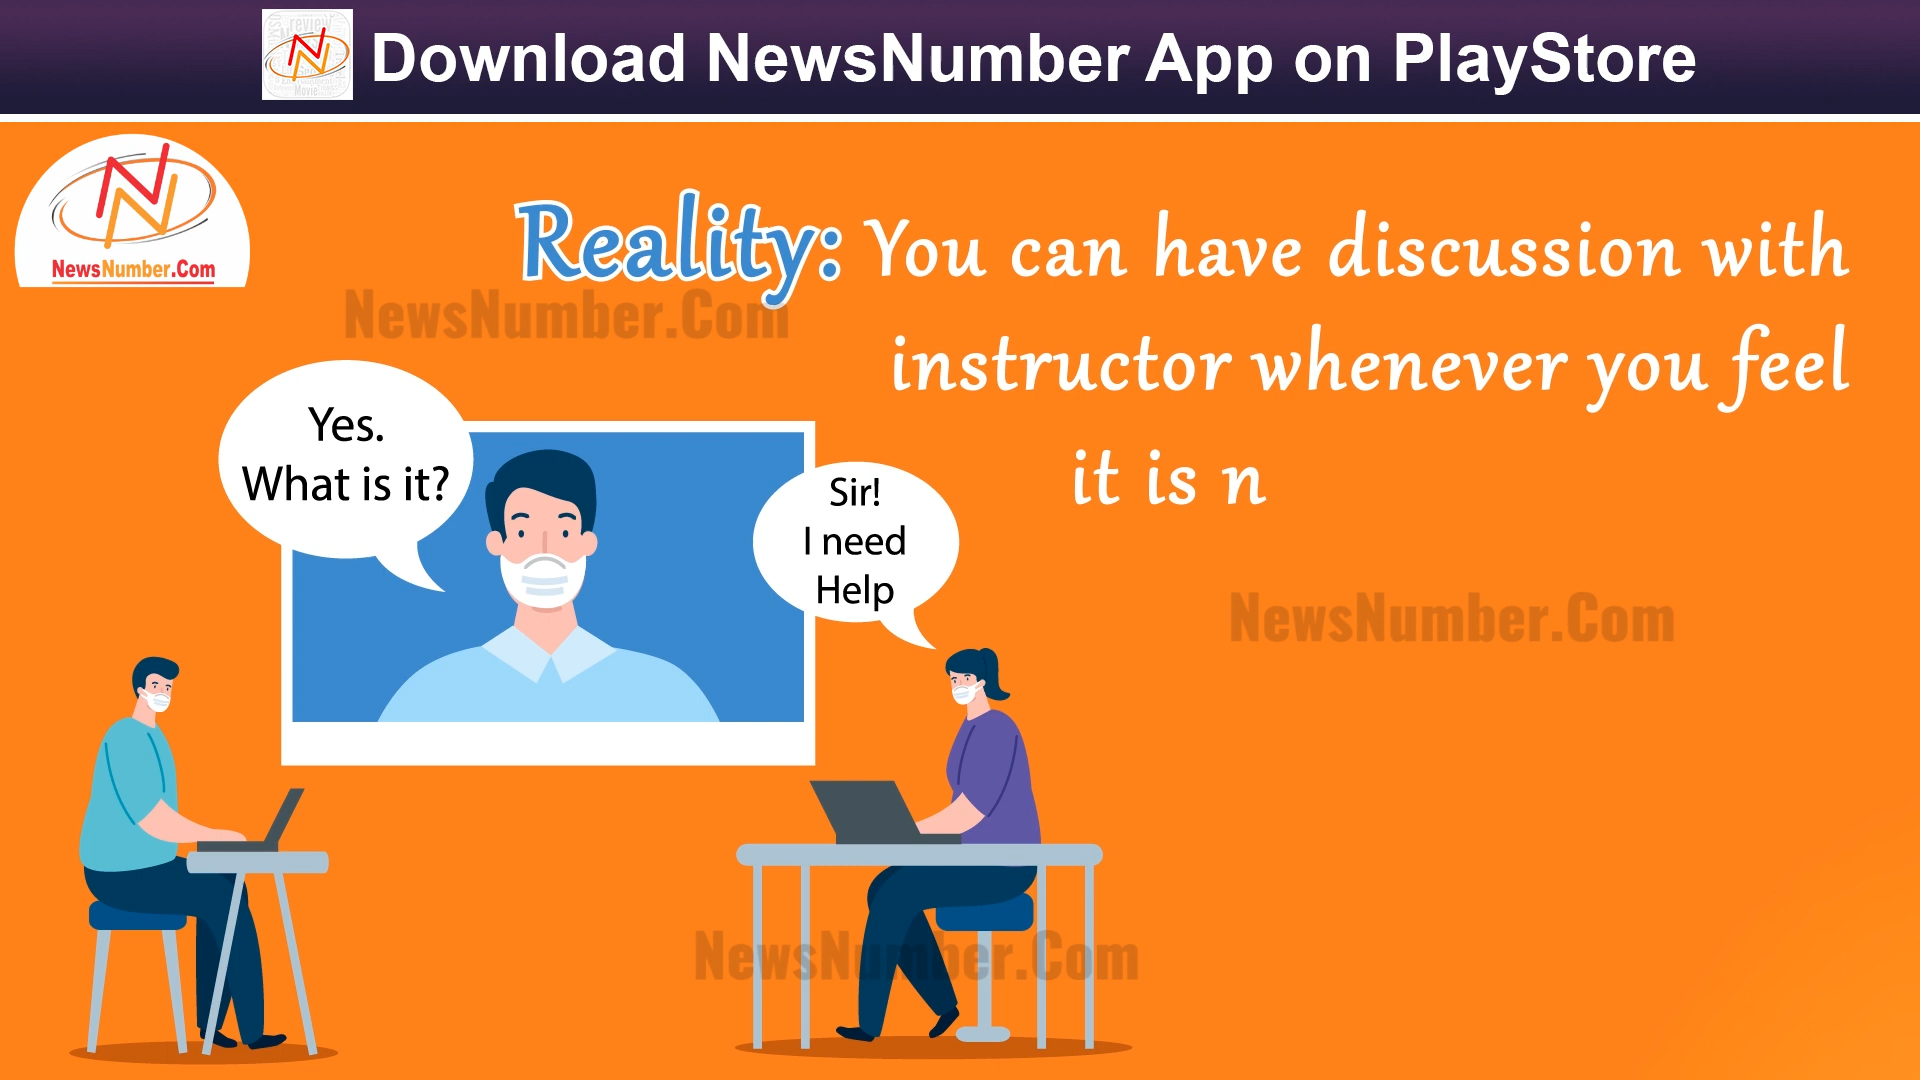 Download NewsNumber App on PlayStore
NewsNumber.Com
Reality: You can have discussion with
instructor whenever you feel
it is n
NewsNumber.Com
Yes.
What is it?
Sir!
I need
Help
NewsNumber.Com
NewsNumber.Com